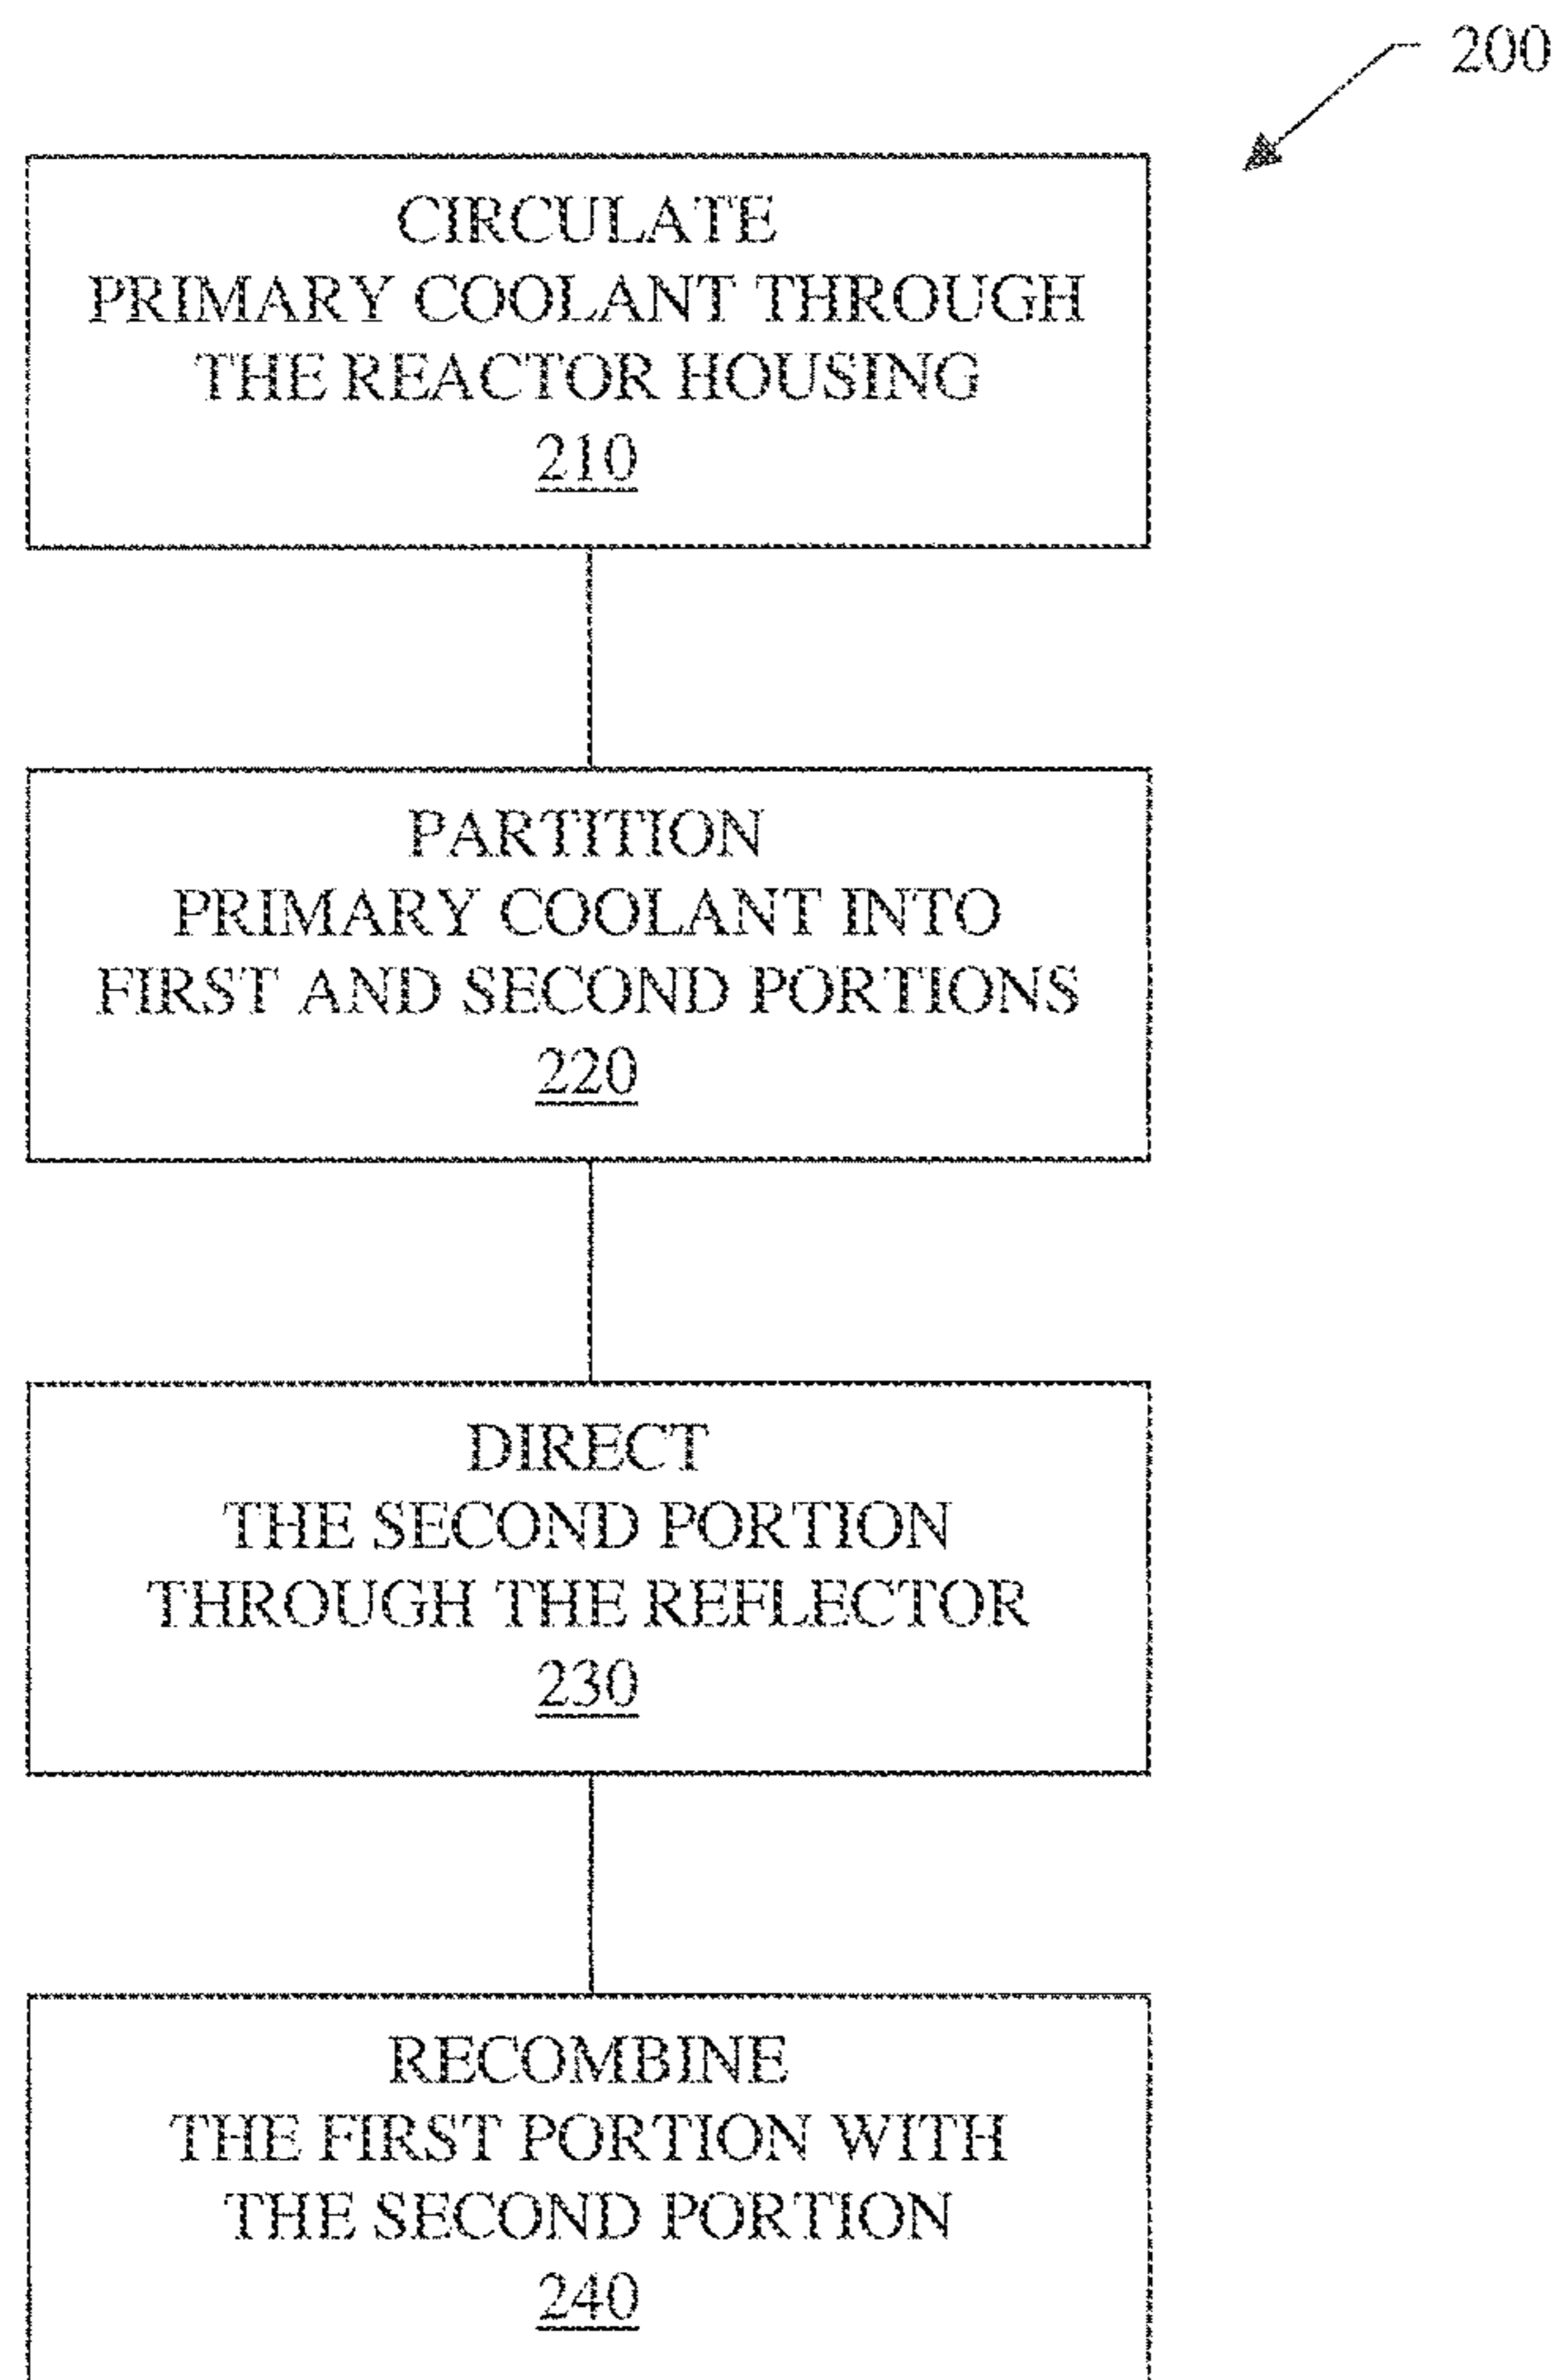 200
CIRCULATE
PRIMARY COOLANT THROUGH
THE REACTOR HOUSING
210
PARTITION
PRIMARY COOLANT INTO
FIRST AND SECOND PORTIONS
220
DIRECT
THE SECOND PORTION
THROUGH THE REFLECTOR
230
RECOMBINE
THE FIRST PORTION WITH
THE SECOND PORTION
240